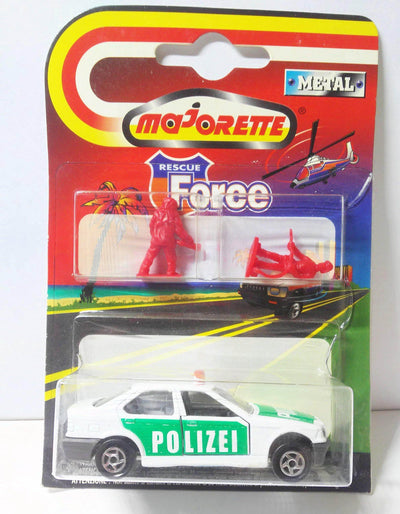 METAL
majorette
®
RESCUE
Force
POLIZEI
ATTENZIONE